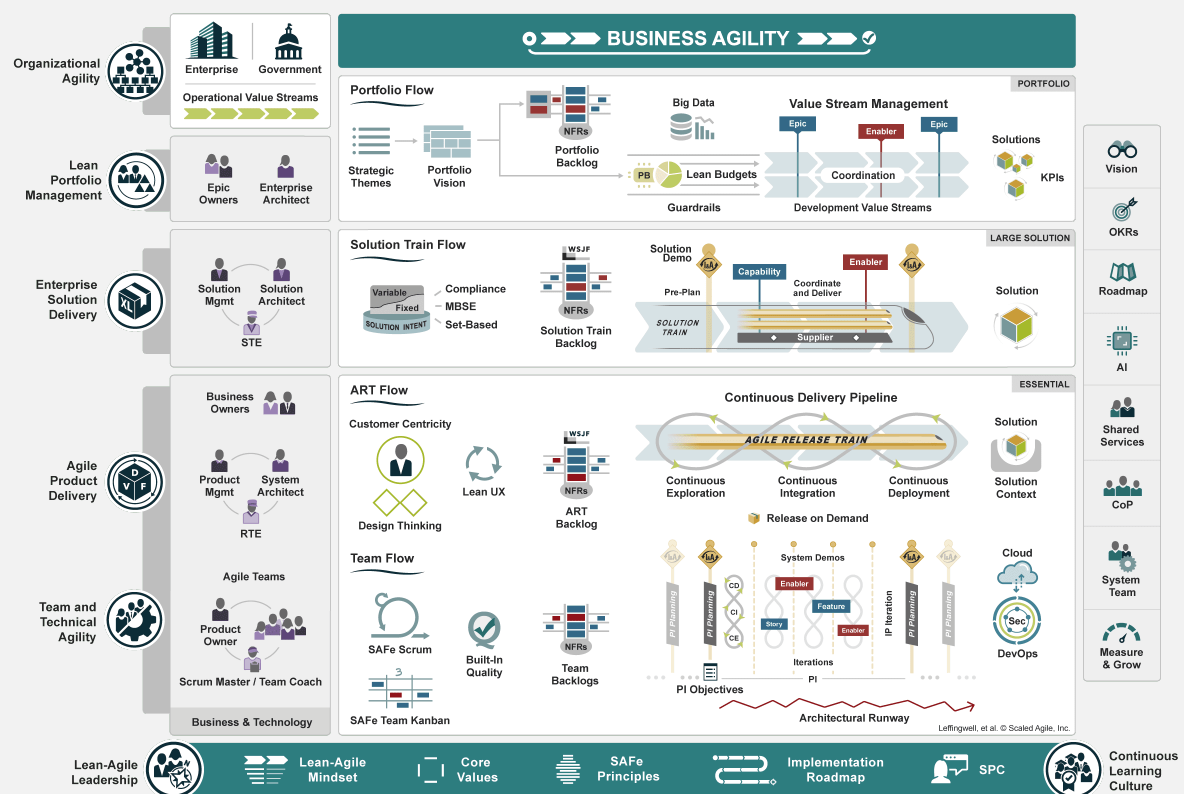 BUSINESS AGILITY
Organizational
Agility
Enterprise
Government
Operational Value Streams
Lean
Portfolio
Management
Epic
Owners
Enterprise
Architect
PORTFOLIO
Portfolio Flow
Strategic
Themes
Portfolio
Vision
NFRs
Portfolio
Backlog
Big Data
PB
Lean Budgets
Guardrails
Value Stream Management
Epic
Enabler
Epic
Coordination
Development Value Streams
Solutions
KPIs
Enterprise
Solution
Delivery
XL
Solution
Mgmt
Solution
Architect
STE
LARGE SOLUTION
Solution Train Flow
Variable
Fixed
SOLUTION INTENT
Compliance
MBSE
Set-Based
WSJF
NFRs
Solution Train
Backlog
Solution
Demo
I&A
I&A
Pre-Plan
Capability
Coordinate
and Deliver
Enabler
SOLUTION
TRAIN
Supplier
Solution
Agile
Product
Delivery
D
V
F
Business
Owners
Product
Mgmt
System
Architect
RTE
ESSENTIAL
ART Flow
Customer Centricity
Design Thinking
Lean UX
WSJF
NFRs
ART
Backlog
Continuous Delivery Pipeline
AGILE RELEASE TRAIN
Continuous
Exploration
Continuous
Integration
Continuous
Deployment
Release on Demand
Solution
Solution
Context
Team and
Technical
Agility
Agile Teams
Product
Owner
Scrum Master / Team Coach
Business & Technology
Team Flow
SAFe Scrum
3
SAFe Team Kanban
Built-In
Quality
NFRs
Team
Backlogs
I&A
I&A
I&A
I&A
PI Planning
PI Planning
CD
CI
CE
System Demos
Enabler
Feature
Story
Enabler
Iterations
IP Iteration
PI Planning
PI Planning
PI
PI Objectives
Architectural Runway
Cloud
Sec
DevOps
Leffingwell, et al. © Scaled Agile, Inc.
Vision
OKRs
Roadmap
AI
Shared
Services
CoP
System
Team
Measure
& Grow
Lean-Agile
Leadership
Lean-Agile
Mindset
Core
Values
SAFe
Principles
Implementation
Roadmap
SPC
Continuous
Learning
Culture